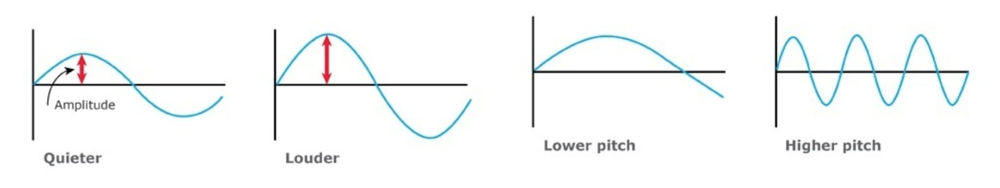 Amplitude
Quieter
Louder
Lower pitch
Higher pitch